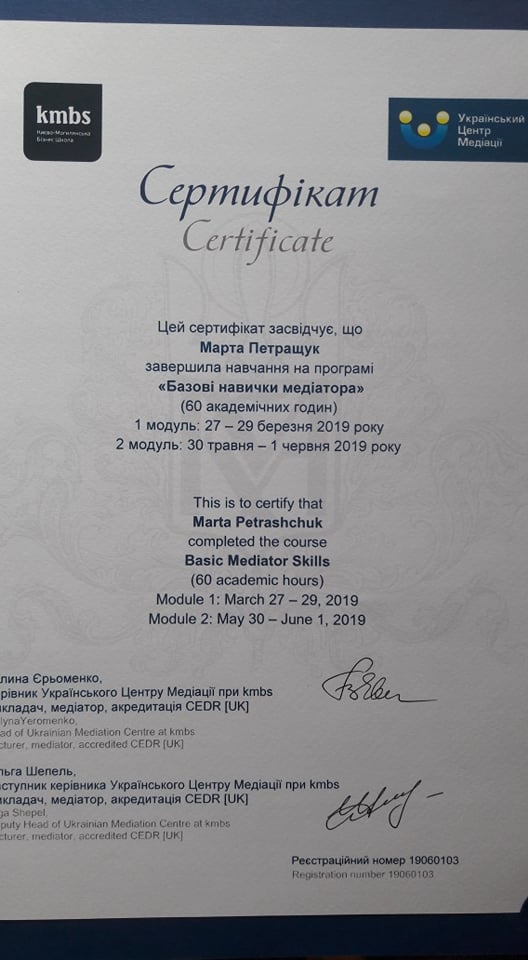 kmbs
Києво-Могилянська
Бізнес Школа
Український
Центр
Медіації
Сертифікат
Certificate
Цей сертифікат засвідчує, що
Марта Петращук
завершила навчання на програмі
«Базові навички медіатора»
(60 академічних годин)
1 модуль: 27 – 29 березня 2019 року
2 модуль: 30 травня – 1 червня 2019 року
This is to certify that
Marta Petrashchuk
completed the course
Basic Mediator Skills
(60 academic hours)
Module 1: March 27 – 29, 2019
Module 2: May 30 – June 1, 2019
лина Єрьоменко,
рівник Українського Центру Медіації при kmbs
икладач, медіатор, акредитація CEDR [UK]
lynaYeromenko,
ad of Ukrainian Mediation Centre at kmbs
cturer, mediator, accredited CEDR [UK]
льга Шепель,
аступник керівника Українського Центру Медіації при kmbs
икладач, медіатор, акредитація CEDR [UK]
ga Shepel,
puty Head of Ukrainian Mediation Centre at kmbs
cturer, mediator, accredited CEDR [UK]
Реєстраційний номер 19060103
Registration number 19060103